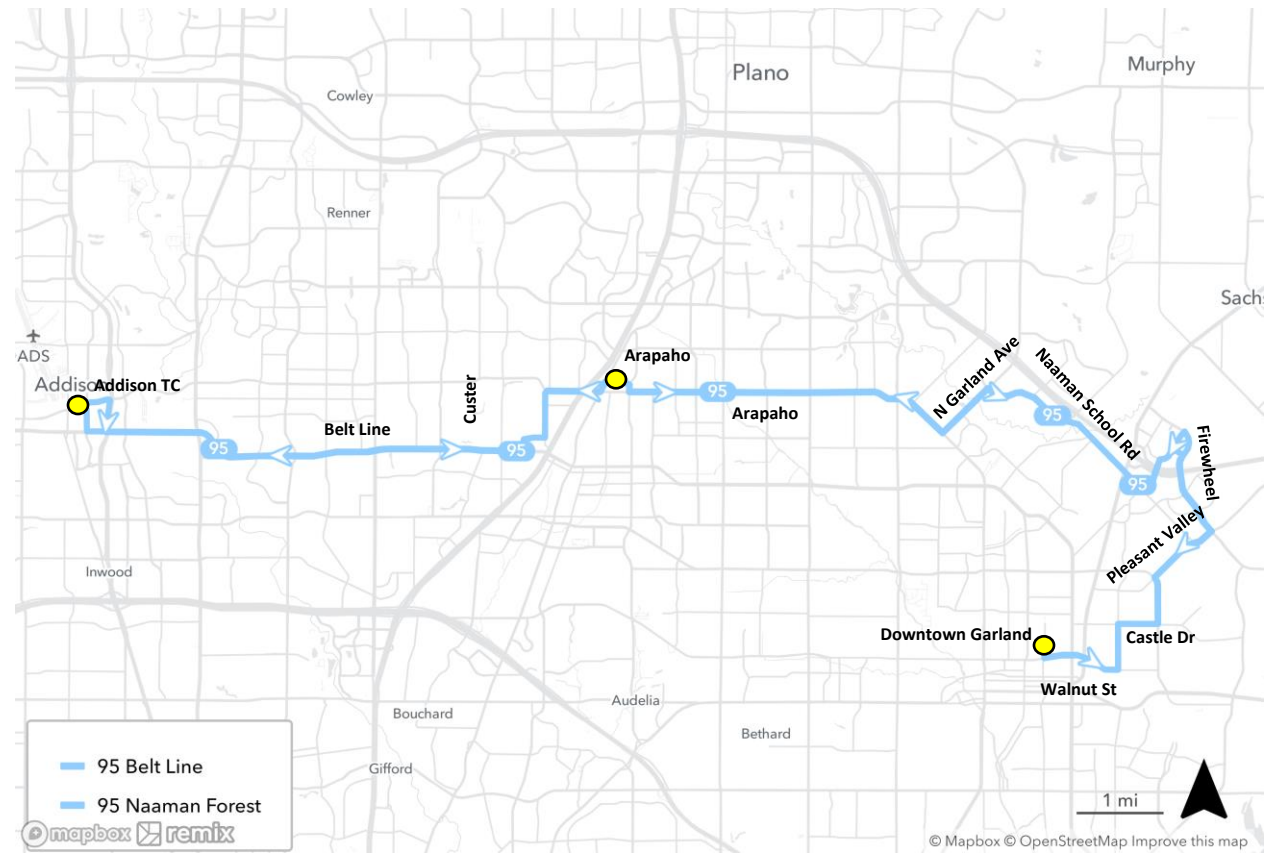 Plano
Murphy
Cowley
Renner
Sachs
ADS
Addison
Addison TC
Arapaho
Custer
N Garland Ave
Naaman School Rd
95
Arapaho
95
Belt Line
95
95
95
Firewheel
Pleasant Valley
Inwood
Downtown Garland
Castle Dr
Walnut St
Audelia
Bouchard
Bethard
Gifford
95 Belt Line
95 Naaman Forest
1 mi
mapbox remix
© Mapbox © OpenStreetMap Improve this map